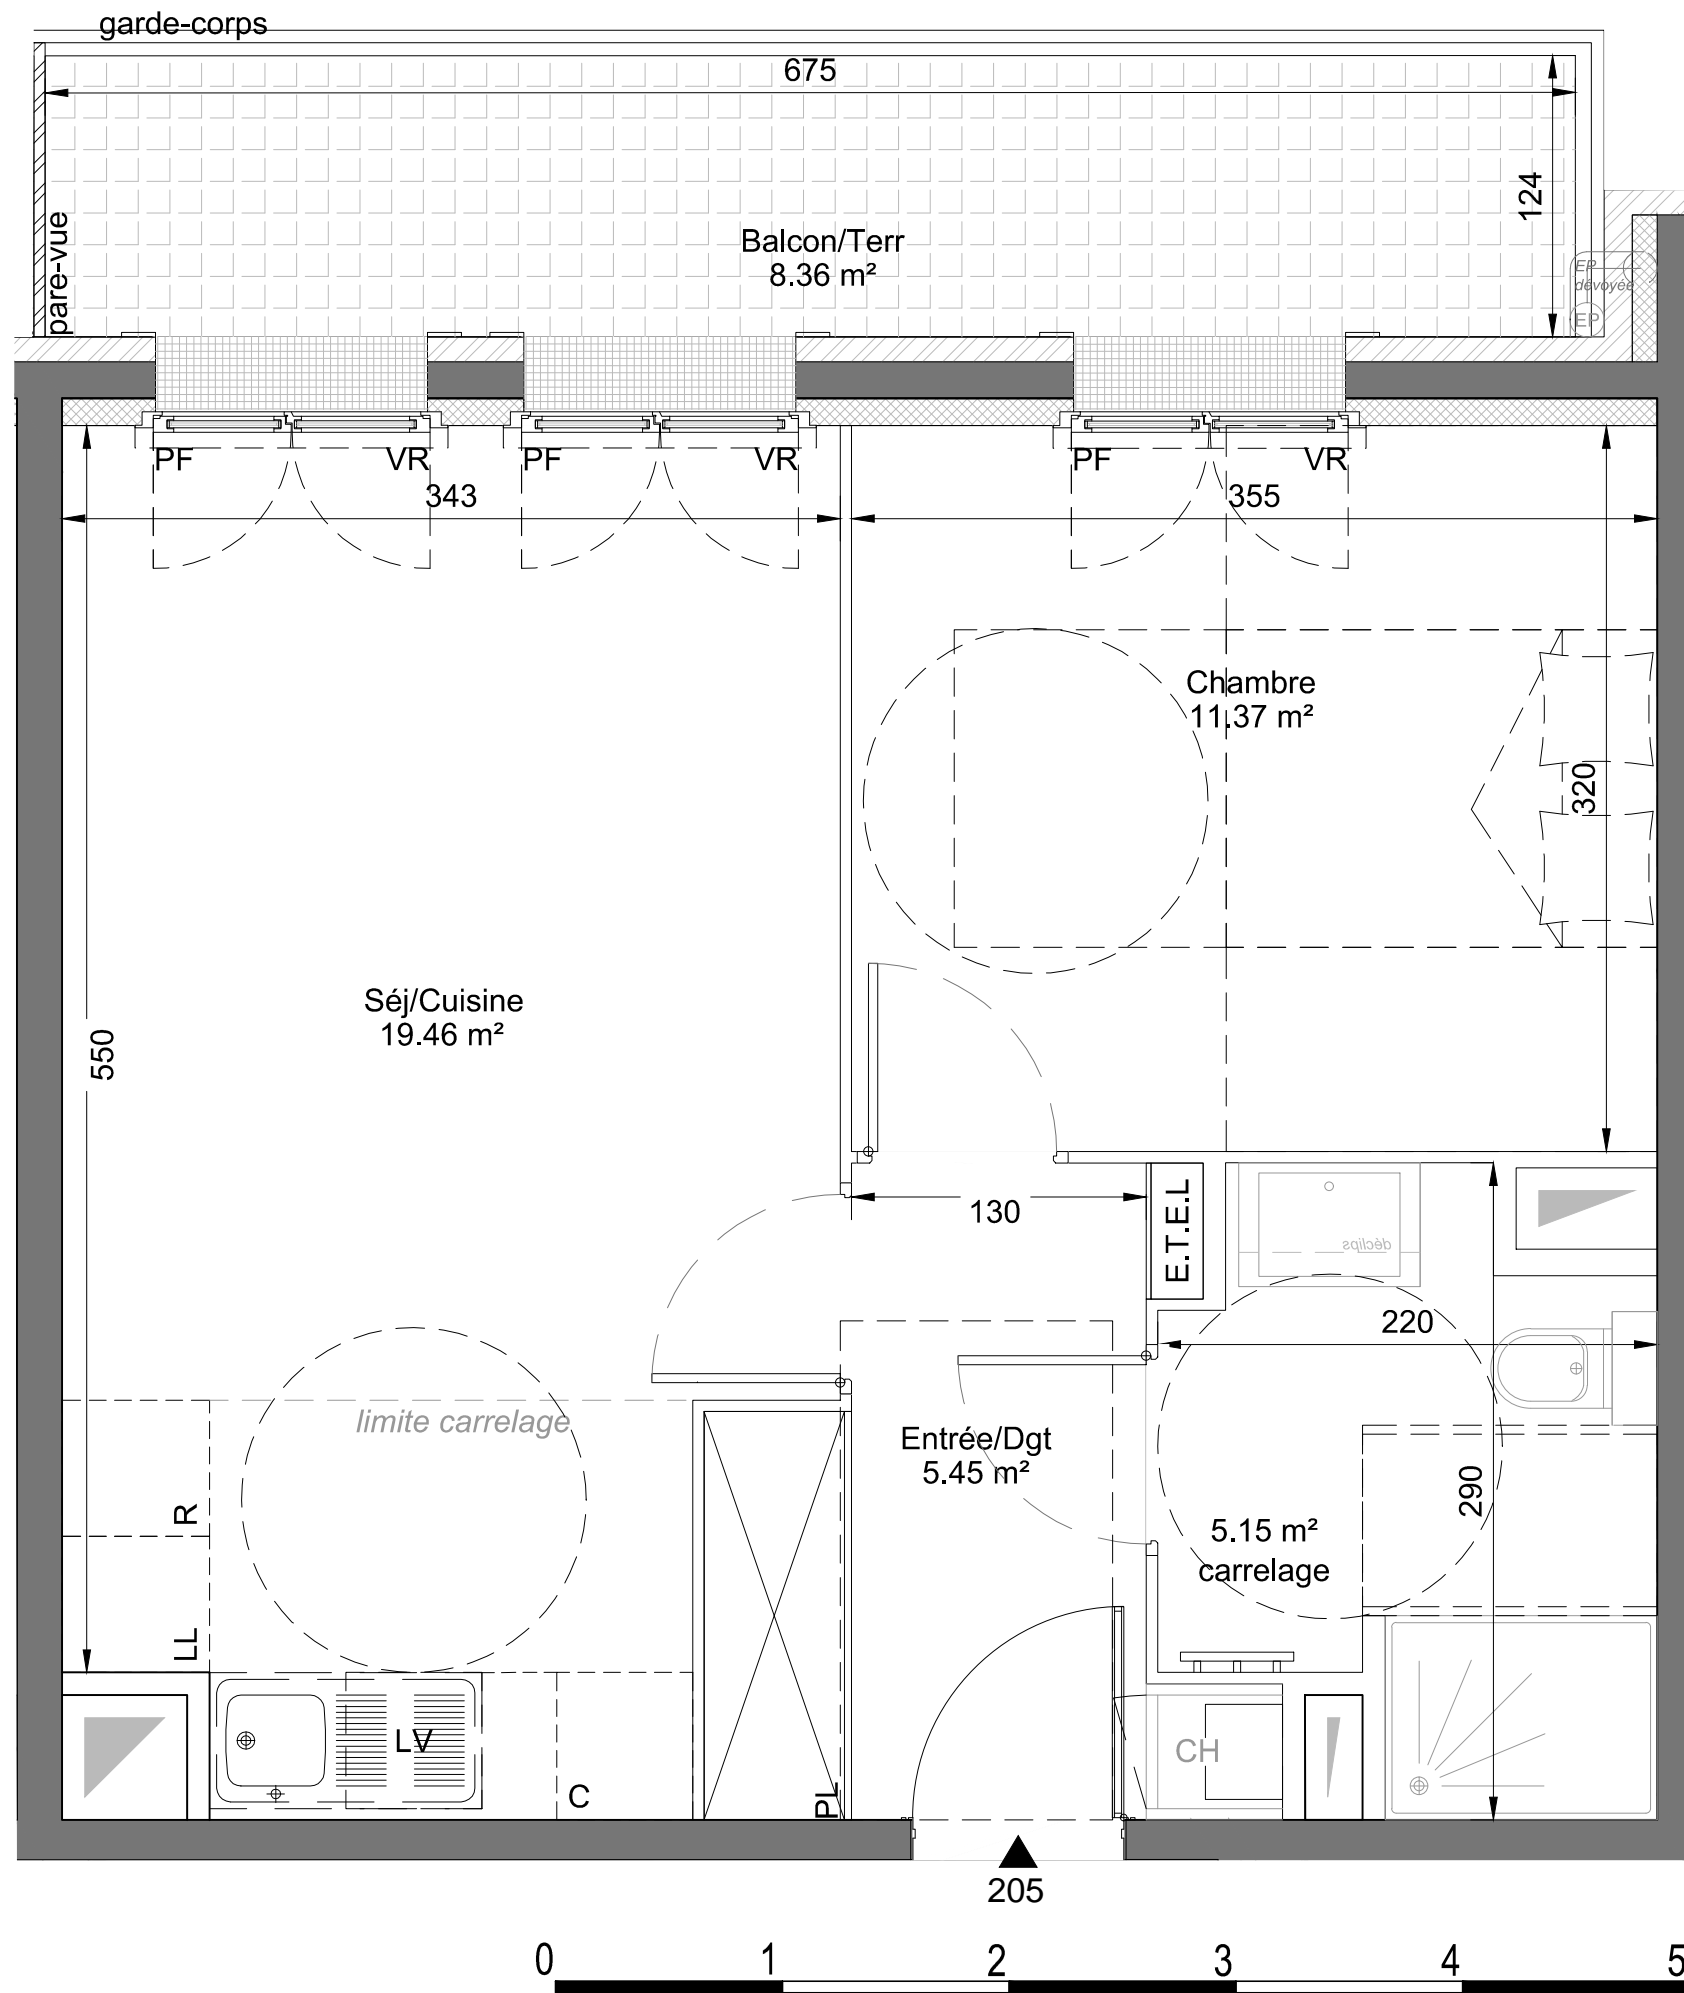 garde-corps
675
124
pare-vue
Balcon/Terr
8.36 m²
EP
dévoyée
EP
PF
VR
PF
VR
PF
VR
343
355
Chambre
11.37 m²
320
Séj/Cuisine
19.46 m²
550
130
E.T.E.L
déclips
220
limite carrelage
Entrée/Dgt
5.45 m²
290
R
5.15 m²
carrelage
LL
LV
C
PL
CH
205
0 1 2 3 4 5